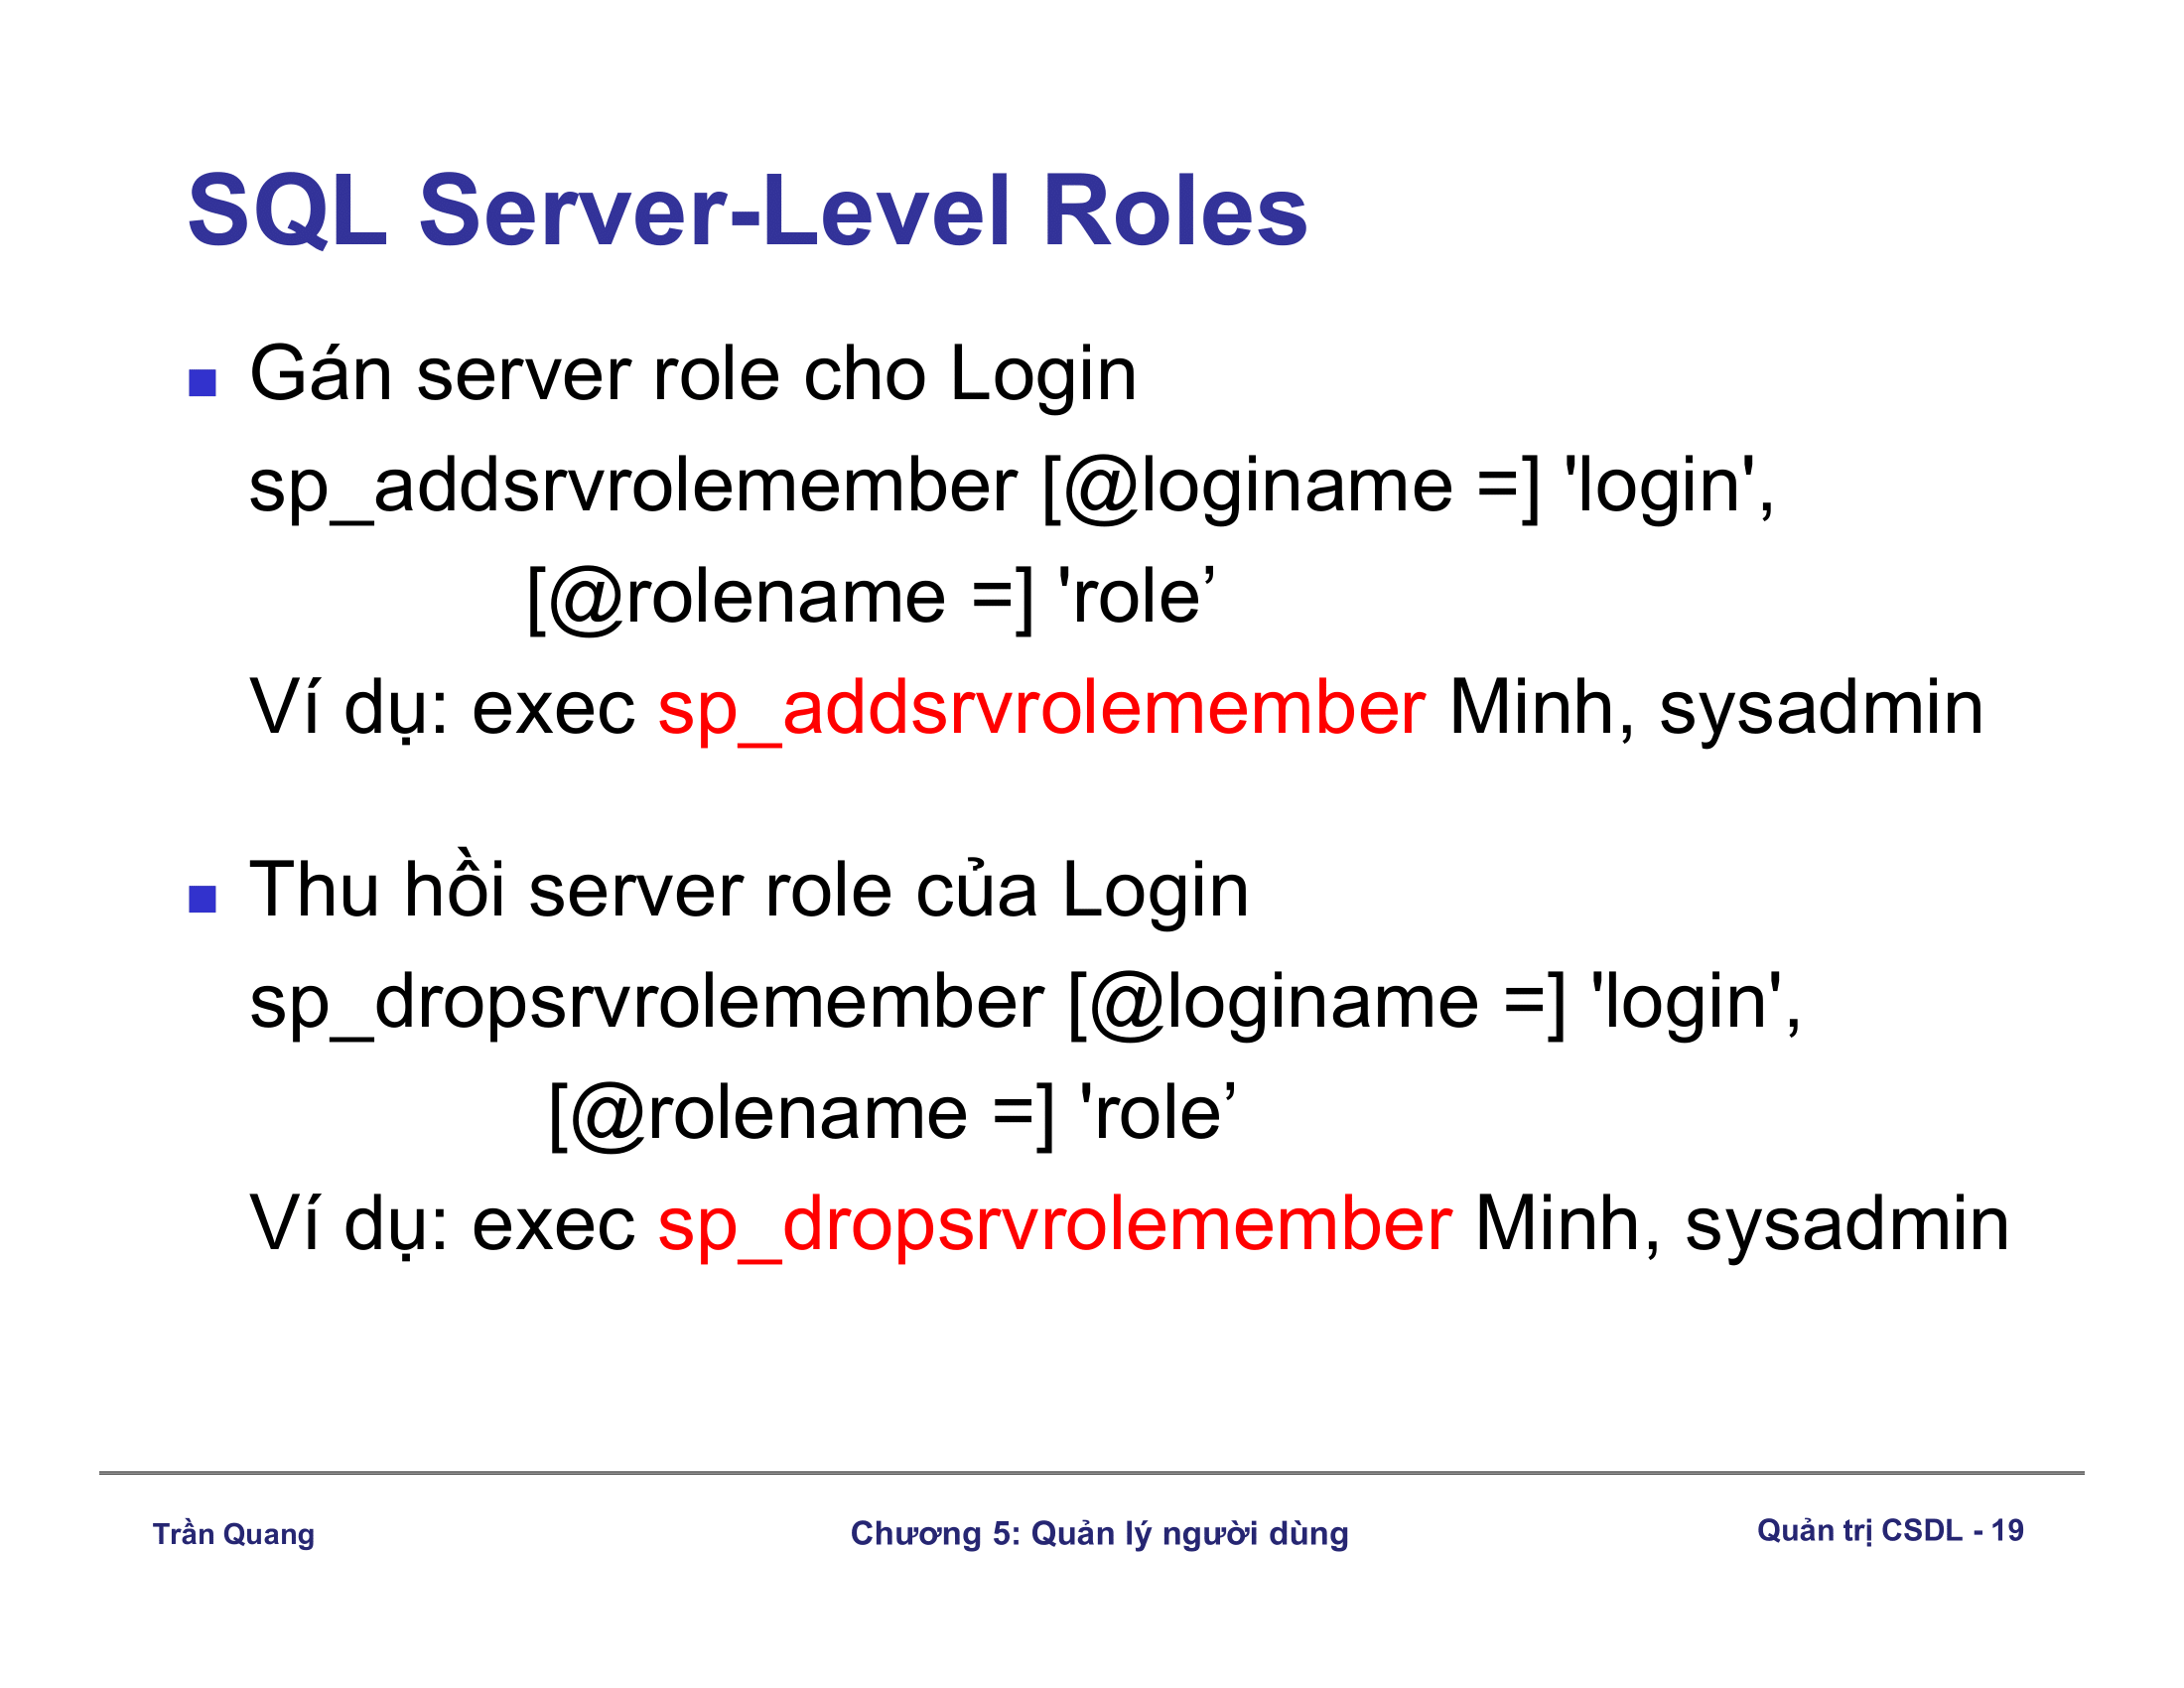 SQL Server-Level Roles
Gán server role cho Login
sp_addsrvrolemember [@loginame =] 'login',
[@rolename =] 'role’
Ví dụ: exec sp_addsrvrolemember Minh, sysadmin
Thu hồi server role của Login
sp_dropsrvrolemember [@loginame =] 'login',
[@rolename =] 'role’
Ví dụ: exec sp_dropsrvrolemember Minh, sysadmin
Trần Quang
Chương 5: Quản lý người dùng
Quản trị CSDL - 19